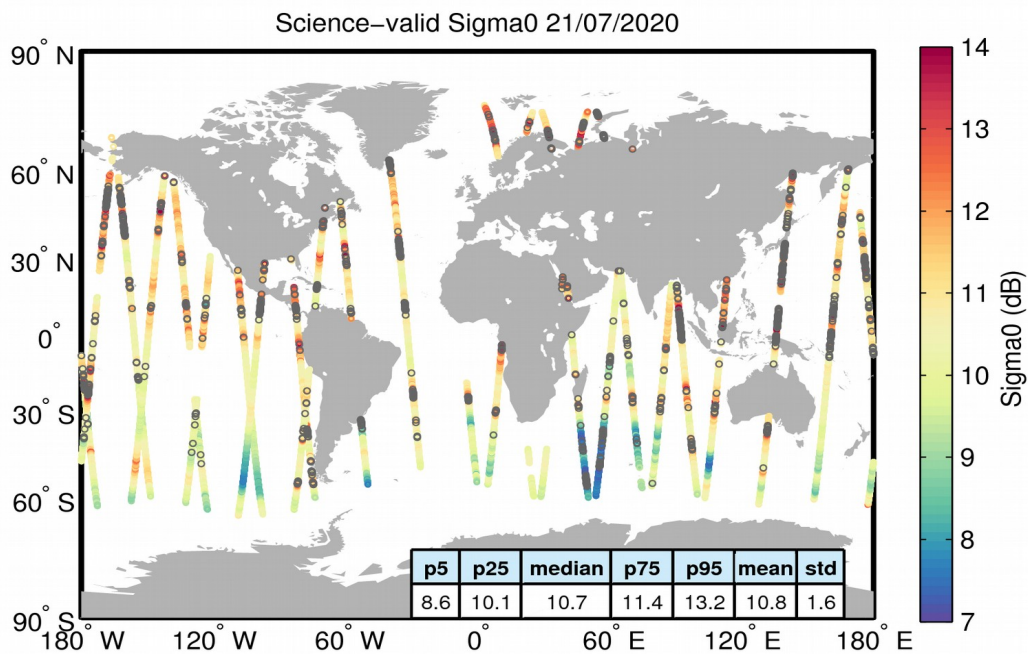 Science−valid Sigma0 21/07/2020
90° N
60° N
30° N
0°
30° S
60° S
90° S
180° W
120° W
60° W
0°
60° E
120° E
180° E
p5 p25 median p75 p95 mean std
8.6 10.1 10.7 11.4 13.2 10.8 1.6
14
13
12
11
10
9
8
7
Sigma0 (dB)